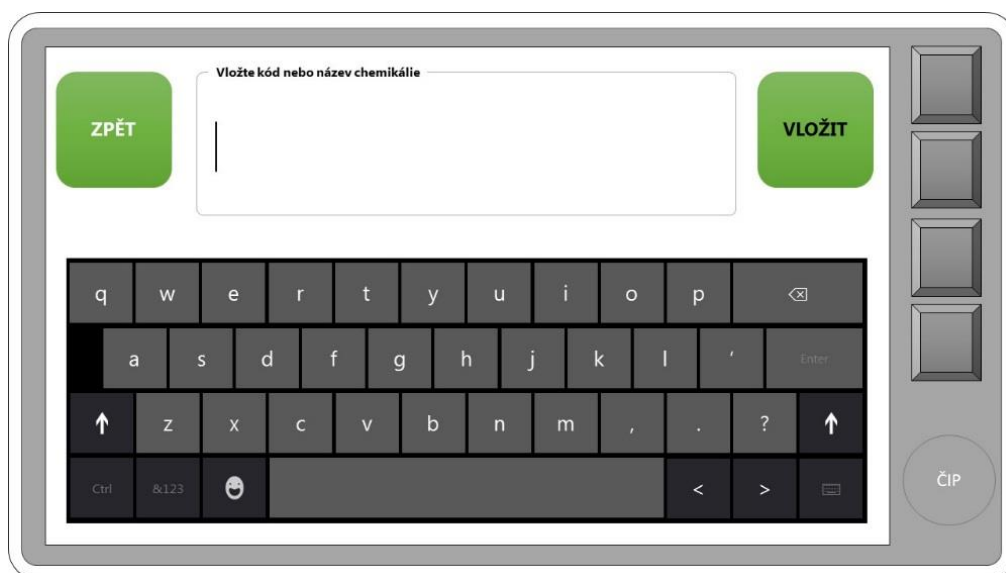 Vložte kód nebo název chemikálie
ZPĚT
VLOŽIT
q w e r t y u i o p
a s d f g h j k l ' Enter
z x c v b n m , . ?
Ctrl &123 < >
ČIP